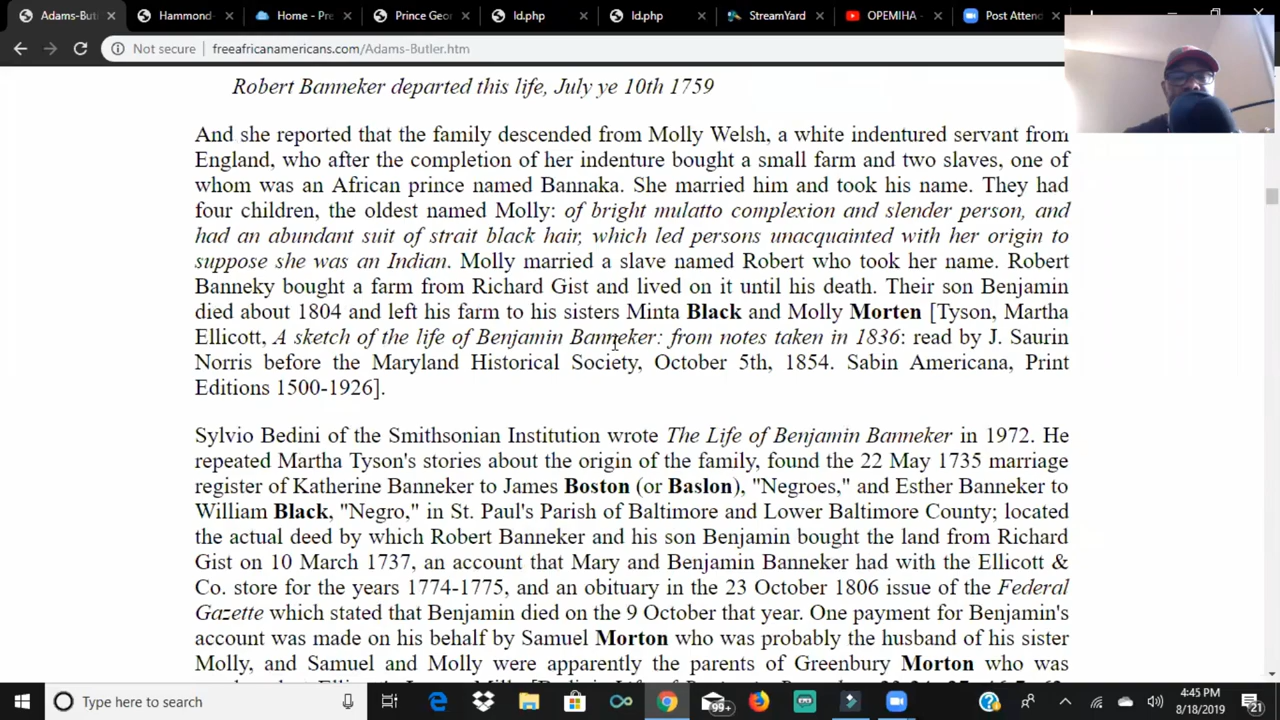 Adams-But
Hammond-
Home - Pre
Prince Geor
Id.php
Id.php
StreamYard
OPEMIHA -
Post Attend
Not secure
freeafricanamericans.com/Adams-Butler.htm
Robert Banneker departed this life, July ye 10th 1759
And she reported that the family descended from Molly Welsh, a white indentured servant from
England, who after the completion of her indenture bought a small farm and two slaves, one of
whom was an African prince named Bannaka. She married him and took his name. They had
four children, the oldest named Molly: of bright mulatto complexion and slender person, and
had an abundant suit of strait black hair, which led persons unacquainted with her origin to
suppose she was an Indian. Molly married a slave named Robert who took her name. Robert
Banneky bought a farm from Richard Gist and lived on it until his death. Their son Benjamin
died about 1804 and left his farm to his sisters Minta Black and Molly Morten [Tyson, Martha
Ellicott, A sketch of the life of Benjamin Banneker: from notes taken in 1836: read by J. Saurin
Norris before the Maryland Historical Society, October 5th, 1854. Sabin Americana, Print
Editions 1500-1926].
Sylvio Bedini of the Smithsonian Institution wrote The Life of Benjamin Banneker in 1972. He
repeated Martha Tyson's stories about the origin of the family, found the 22 May 1735 marriage
register of Katherine Banneker to James Boston (or Baslon), "Negroes," and Esther Banneker to
William Black, "Negro," in St. Paul's Parish of Baltimore and Lower Baltimore County; located
the actual deed by which Robert Banneker and his son Benjamin bought the land from Richard
Gist on 10 March 1737, an account that Mary and Benjamin Banneker had with the Ellicott &
Co. store for the years 1774-1775, and an obituary in the 23 October 1806 issue of the Federal
Gazette which stated that Benjamin died on the 9 October that year. One payment for Benjamin's
account was made on his behalf by Samuel Morton who was probably the husband of his sister
Molly, and Samuel and Molly were apparently the parents of Greenbury Morton who was
Type here to search
99+
4:45 PM
8/18/2019
21